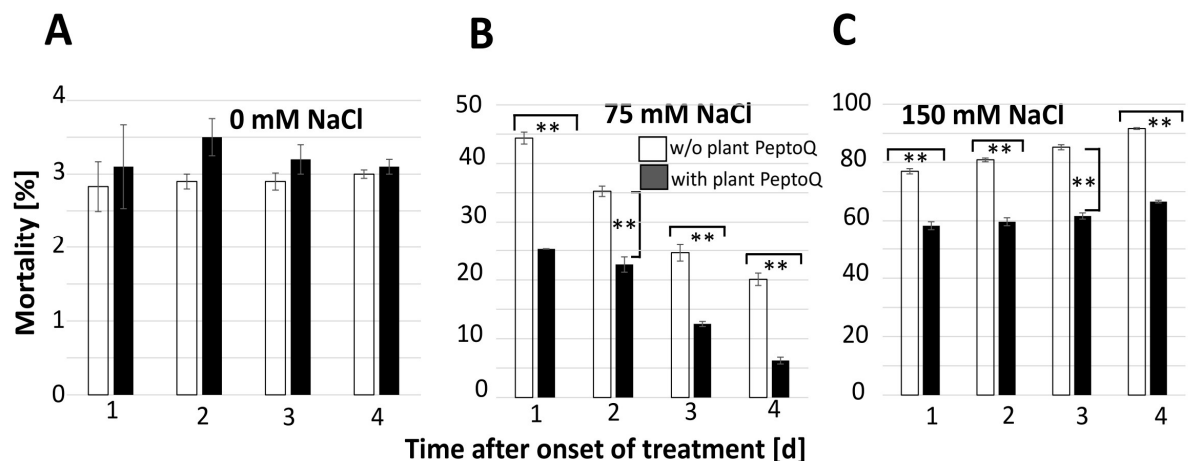 A
B
C
0 mM NaCl
75 mM NaCl
150 mM NaCl
w/o plant PeptoQ
with plant PeptoQ
Mortality [%]
4
3
2
1
0
1 2 3 4
50
40
30
20
10
0
**
**
**
**
1 2 3 4
100
80
60
40
20
0
**
**
**
**
1 2 3 4
Time after onset of treatment [d]